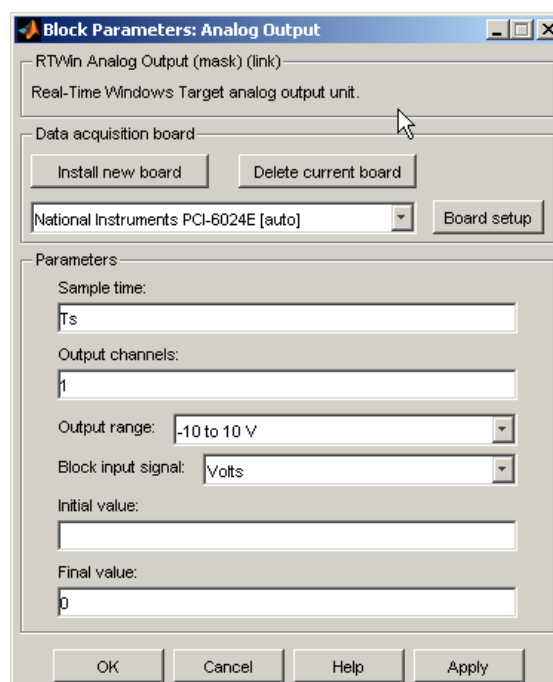 Block Parameters: Analog Output
RTWin Analog Output (mask) (link)
Real-Time Windows Target analog output unit.
Data acquisition board
Install new board Delete current board
National Instruments PCI-6024E [auto] Board setup
Parameters
Sample time:
Ts
Output channels:
1
Output range: -10 to 10 V
Block input signal: Volts
Initial value:
Final value:
0
OK Cancel Help Apply